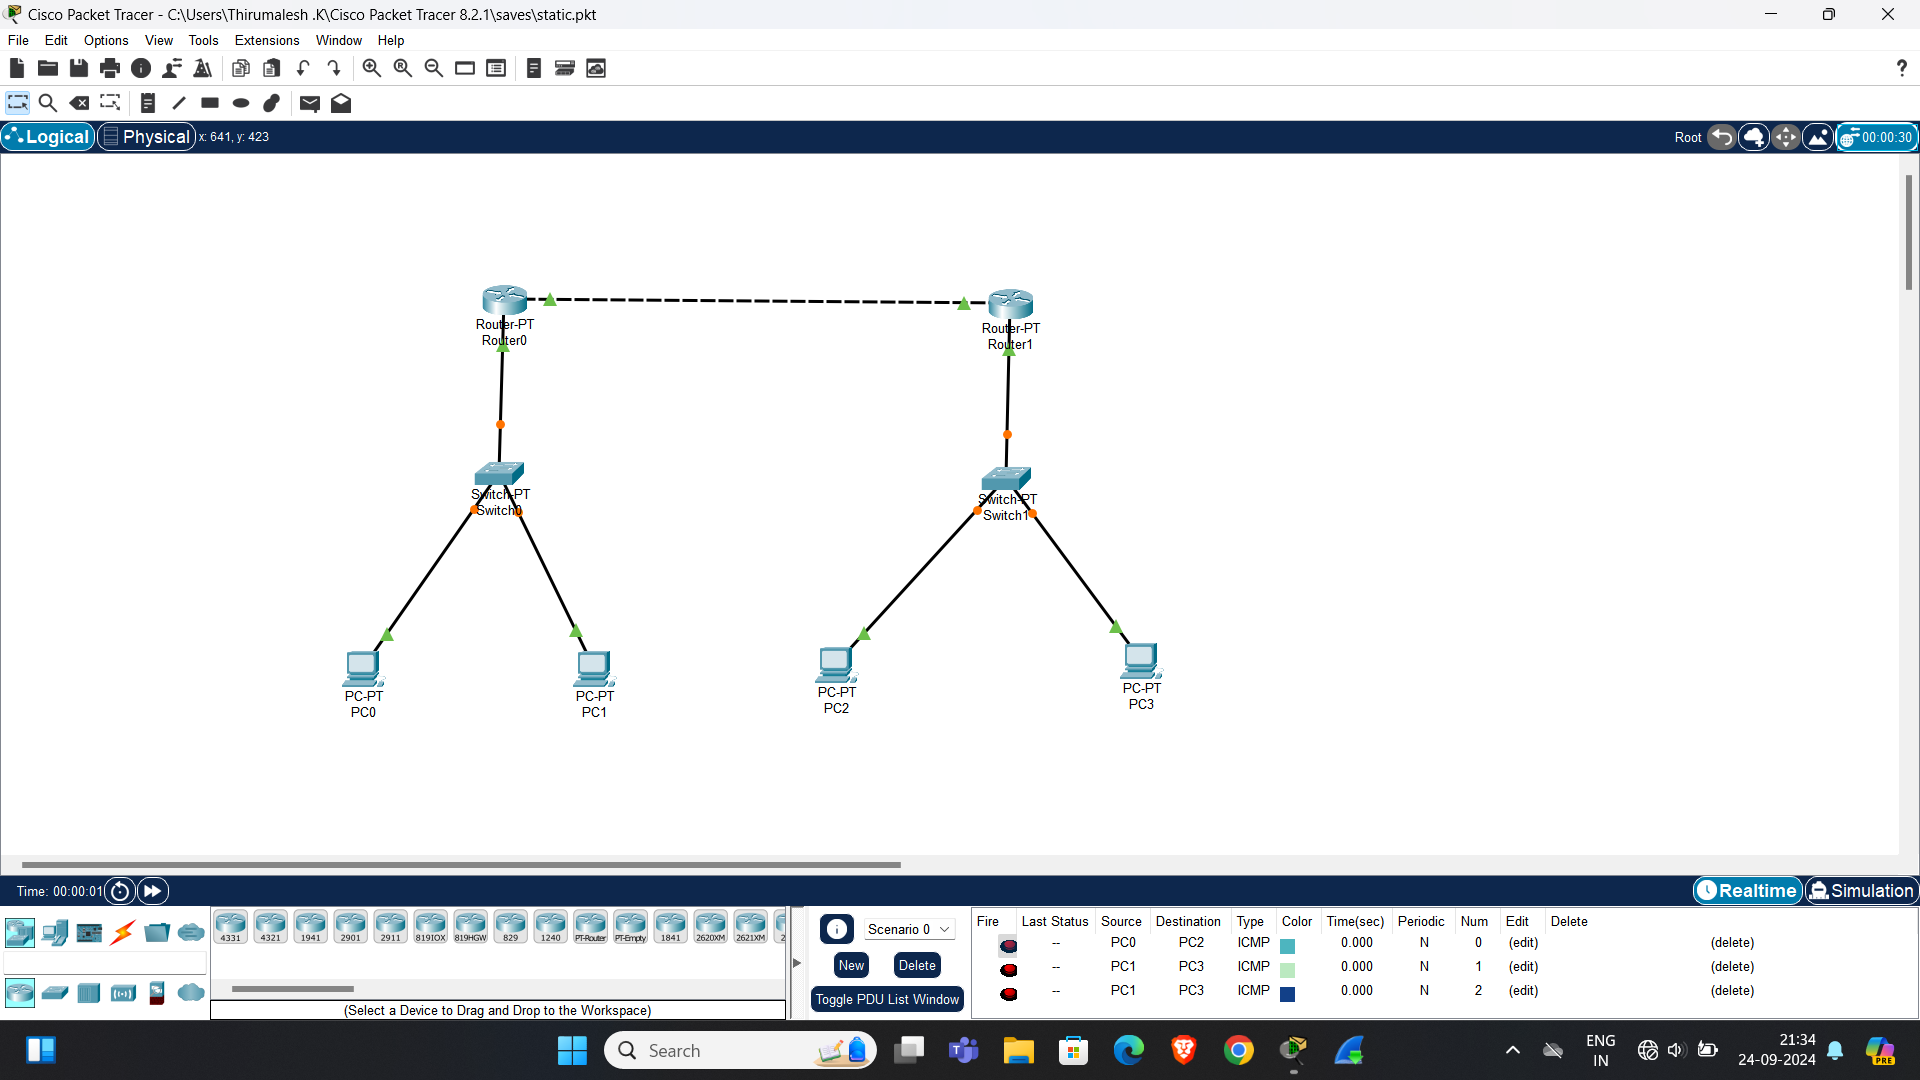 Cisco Packet Tracer - C:\Users\Thirumalesh .K\Cisco Packet Tracer 8.2.1\saves\static.pkt
File Edit Options View Tools Extensions Window Help
?
Logical Physical x: 641, y: 423 Root 00:00:30
Router-PT
Router0
Router-PT
Router1
Switch-PT
Switch0
Switch-PT
Switch1
PC-PT
PC0
PC-PT
PC1
PC-PT
PC2
PC-PT
PC3
Time: 00:00:01 Realtime Simulation
4331 4321 1941 2901 2911 819IOX 819HGW 829 1240 PT-Router PT-Empty 1841 2620XM 2621XM 2
(Select a Device to Drag and Drop to the Workspace)
Scenario 0
New Delete
Toggle PDU List Window
Fire Last Status Source Destination Type Color Time(sec) Periodic Num Edit Delete
-- PC0 PC2 ICMP 0.000 N 0 (edit) (delete)
-- PC1 PC3 ICMP 0.000 N 1 (edit) (delete)
-- PC1 PC3 ICMP 0.000 N 2 (edit) (delete)
Search
ENG
IN
21:34
24-09-2024
PRE